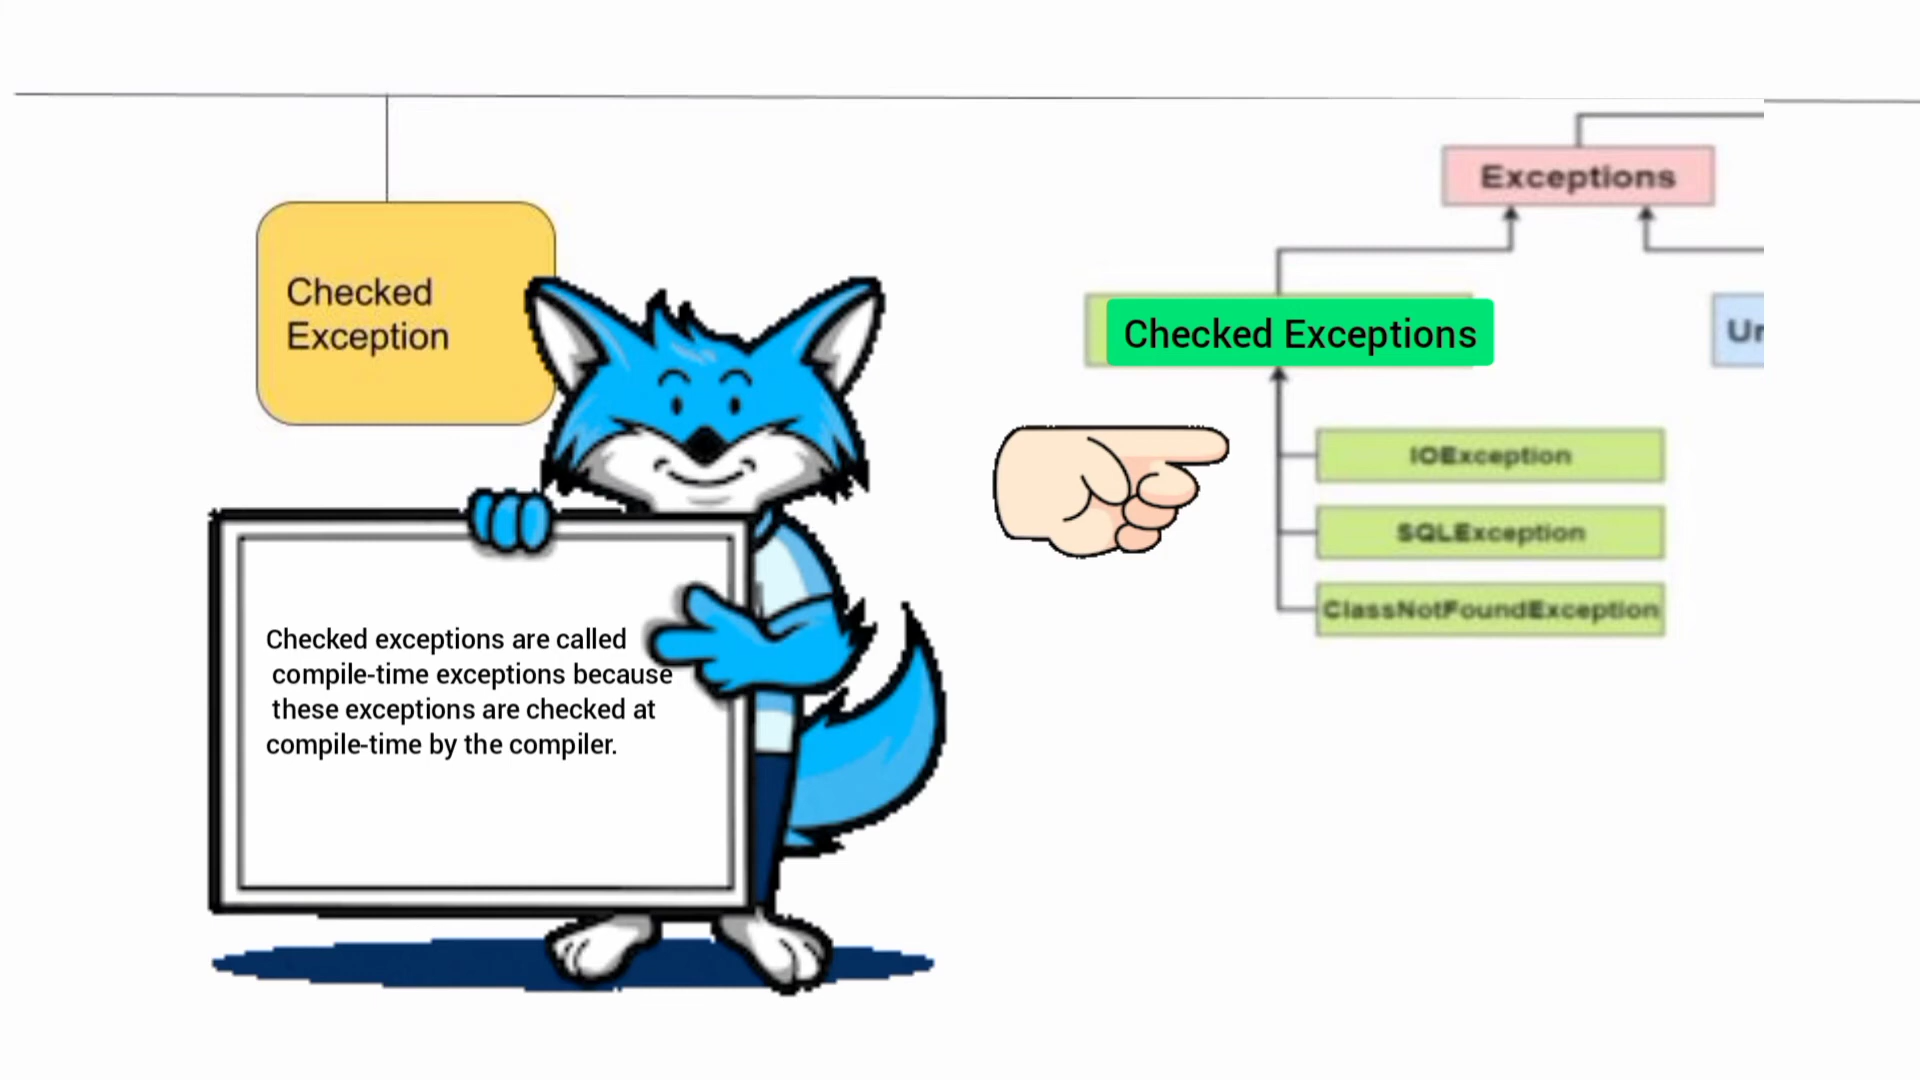 Checked
Exception
Checked exceptions are called
compile-time exceptions because
these exceptions are checked at
compile-time by the compiler.
Exceptions
Checked Exceptions
Ur
IOException
SQLException
ClassNotFoundException